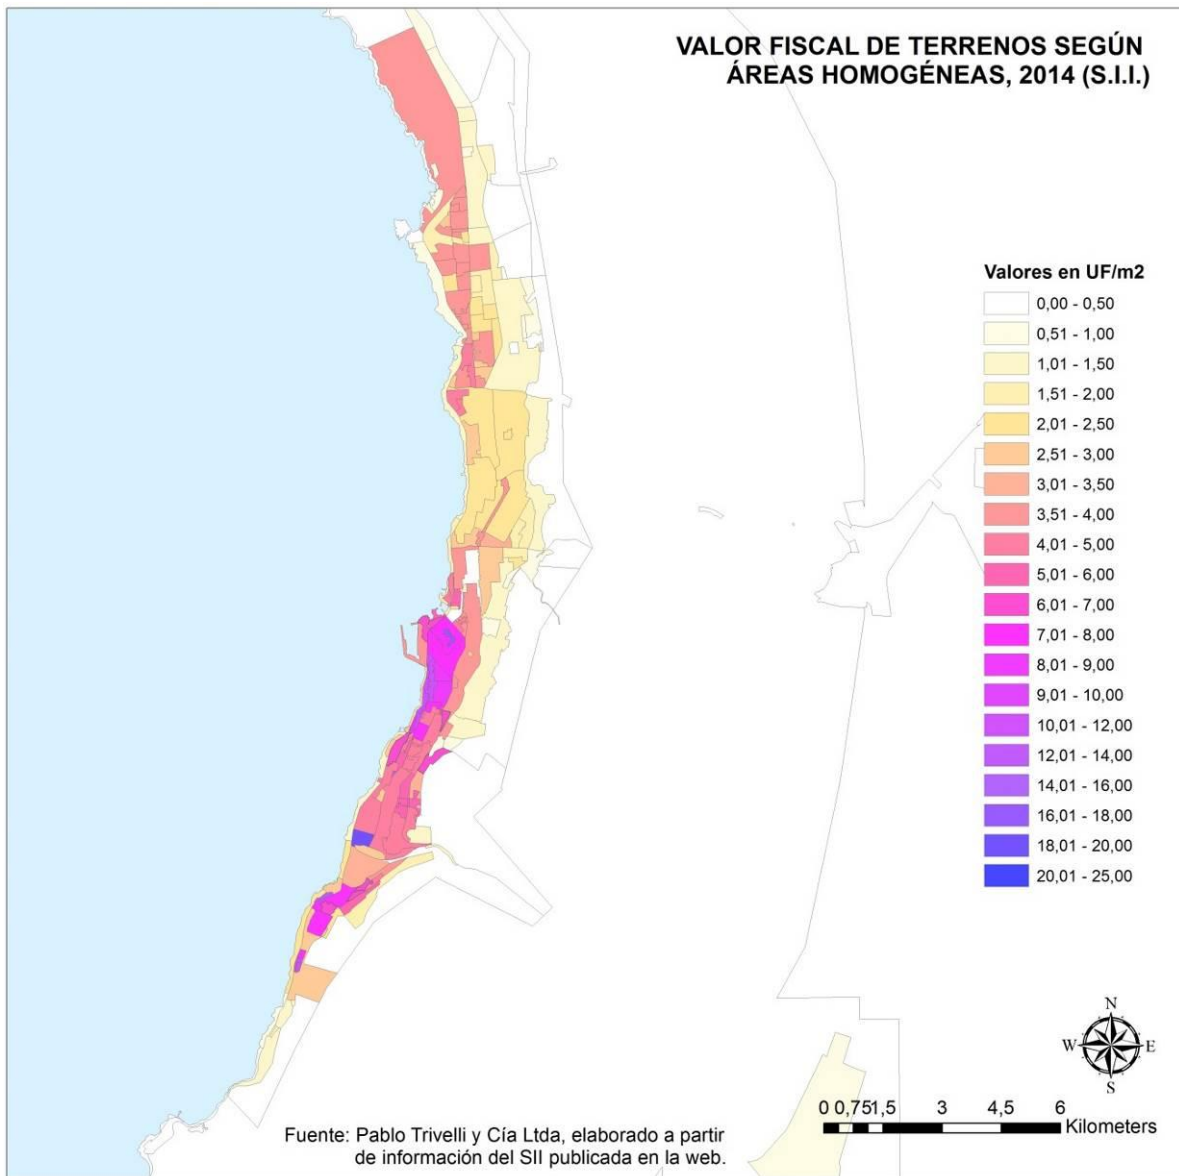 VALOR FISCAL DE TERRENOS SEGÚN
ÁREAS HOMOGÉNEAS, 2014 (S.I.I.)
Valores en UF/m2
0,00 - 0,50
0,51 - 1,00
1,01 - 1,50
1,51 - 2,00
2,01 - 2,50
2,51 - 3,00
3,01 - 3,50
3,51 - 4,00
4,01 - 5,00
5,01 - 6,00
6,01 - 7,00
7,01 - 8,00
8,01 - 9,00
9,01 - 10,00
10,01 - 12,00
12,01 - 14,00
14,01 - 16,00
16,01 - 18,00
18,01 - 20,00
20,01 - 25,00
N
W E
S
0 0,75 1,5 3 4,5 6
Kilometers
Fuente: Pablo Trivelli y Cía Ltda, elaborado a partir
de información del SII publicada en la web.